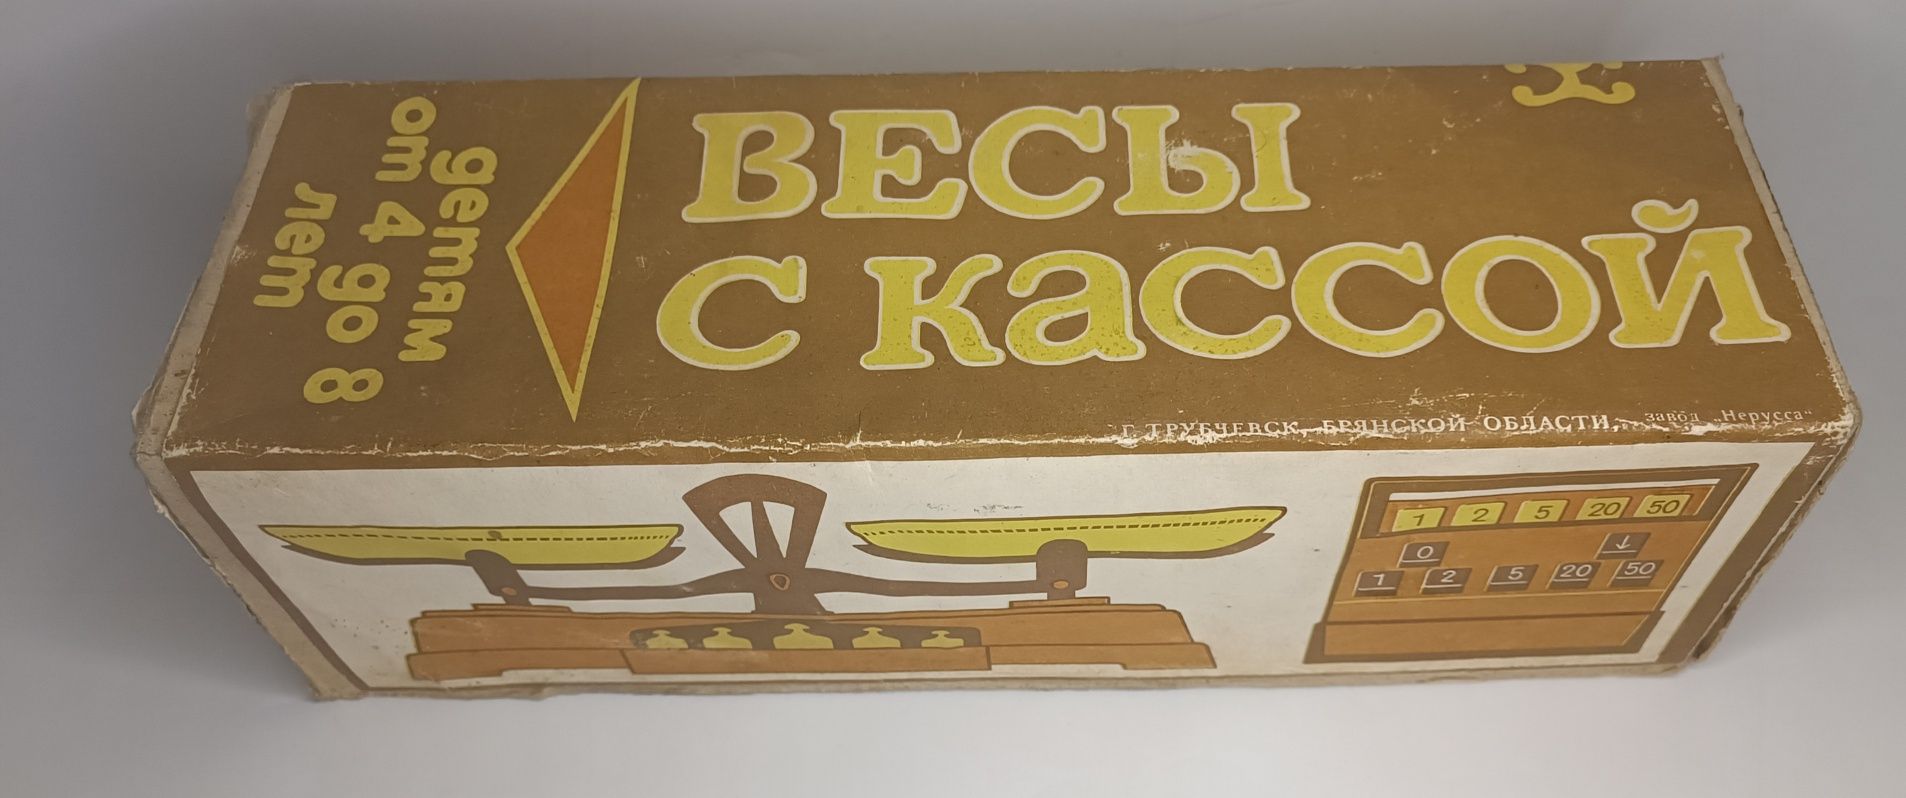 детям
от 4 до 8
лет
ВЕСЫ
С КАССОЙ
Г. ТРУБЧЕВСК, БРЯНСКОЙ ОБЛАСТИ, завод „Нерусса“
1 2 5 20 50
0 ↓
1 2 5 20 50